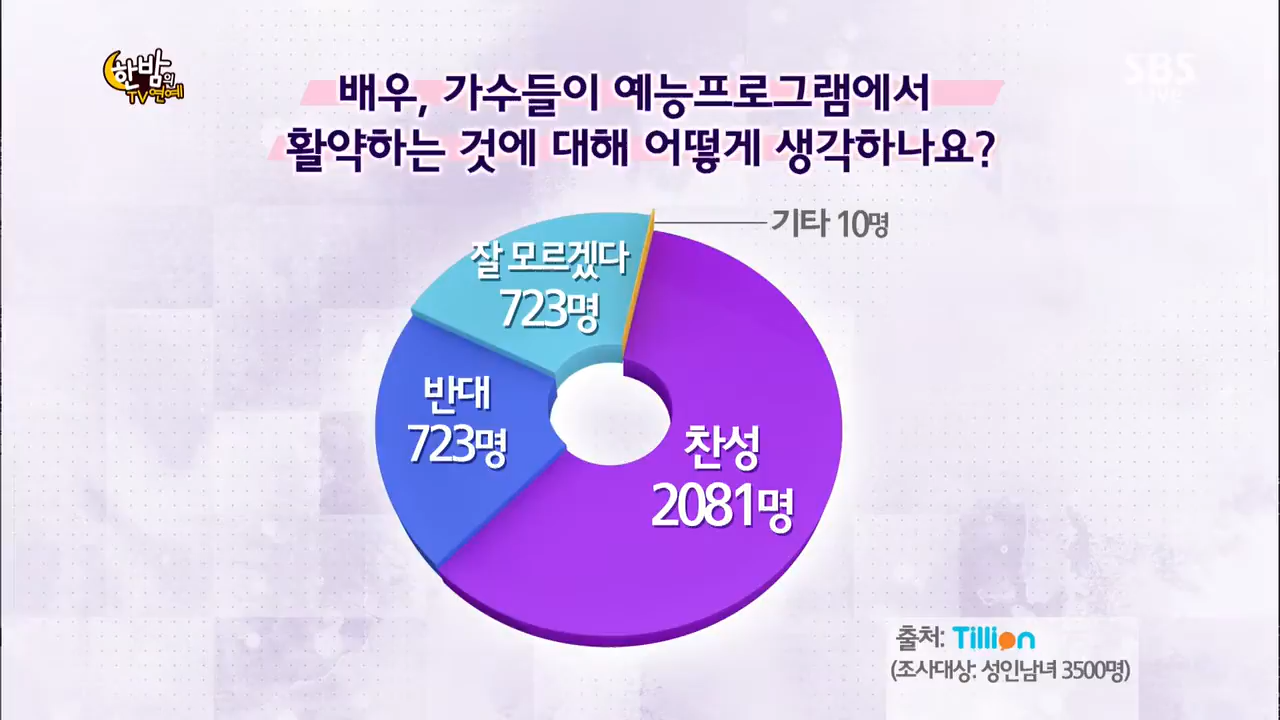 한밤의
TV연예
SBS
Live
배우, 가수들이 예능프로그램에서
활약하는 것에 대해 어떻게 생각하나요?
기타 10명
잘 모르겠다
723명
반대
723명
찬성
2081명
출처: Tillion
(조사대상: 성인남녀 3500명)